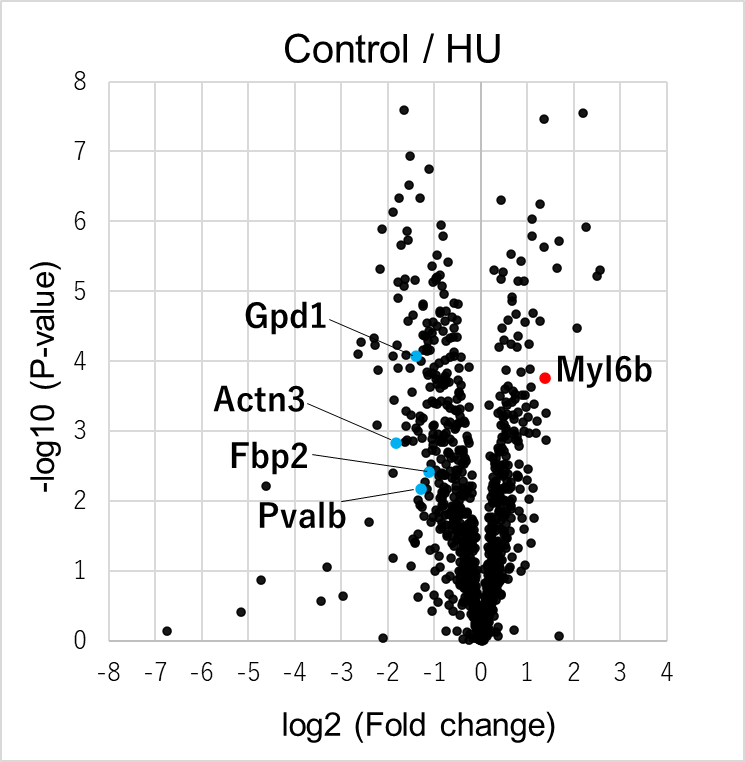 Control / HU
8
7
6
5
4
3
2
1
0
-log10 (P-value)
Gpd1
Myl6b
Actn3
Fbp2
Pvalb
-8 -7 -6 -5 -4 -3 -2 -1 0 1 2 3 4
log2 (Fold change)